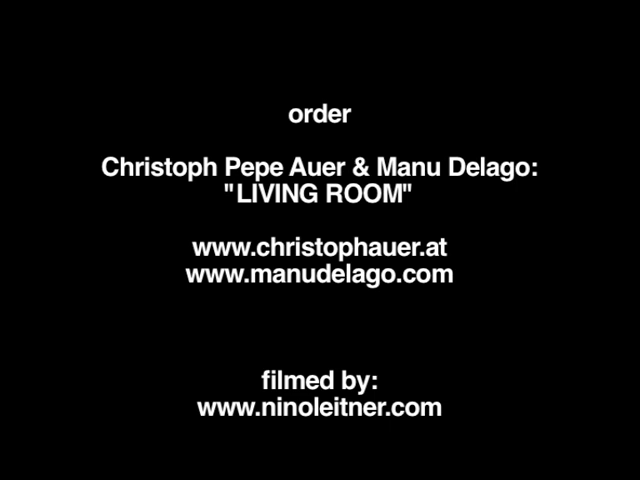 order
Christoph Pepe Auer & Manu Delago:
"LIVING ROOM"
www.christophauer.at
www.manudelago.com
filmed by:
www.ninoleitner.com